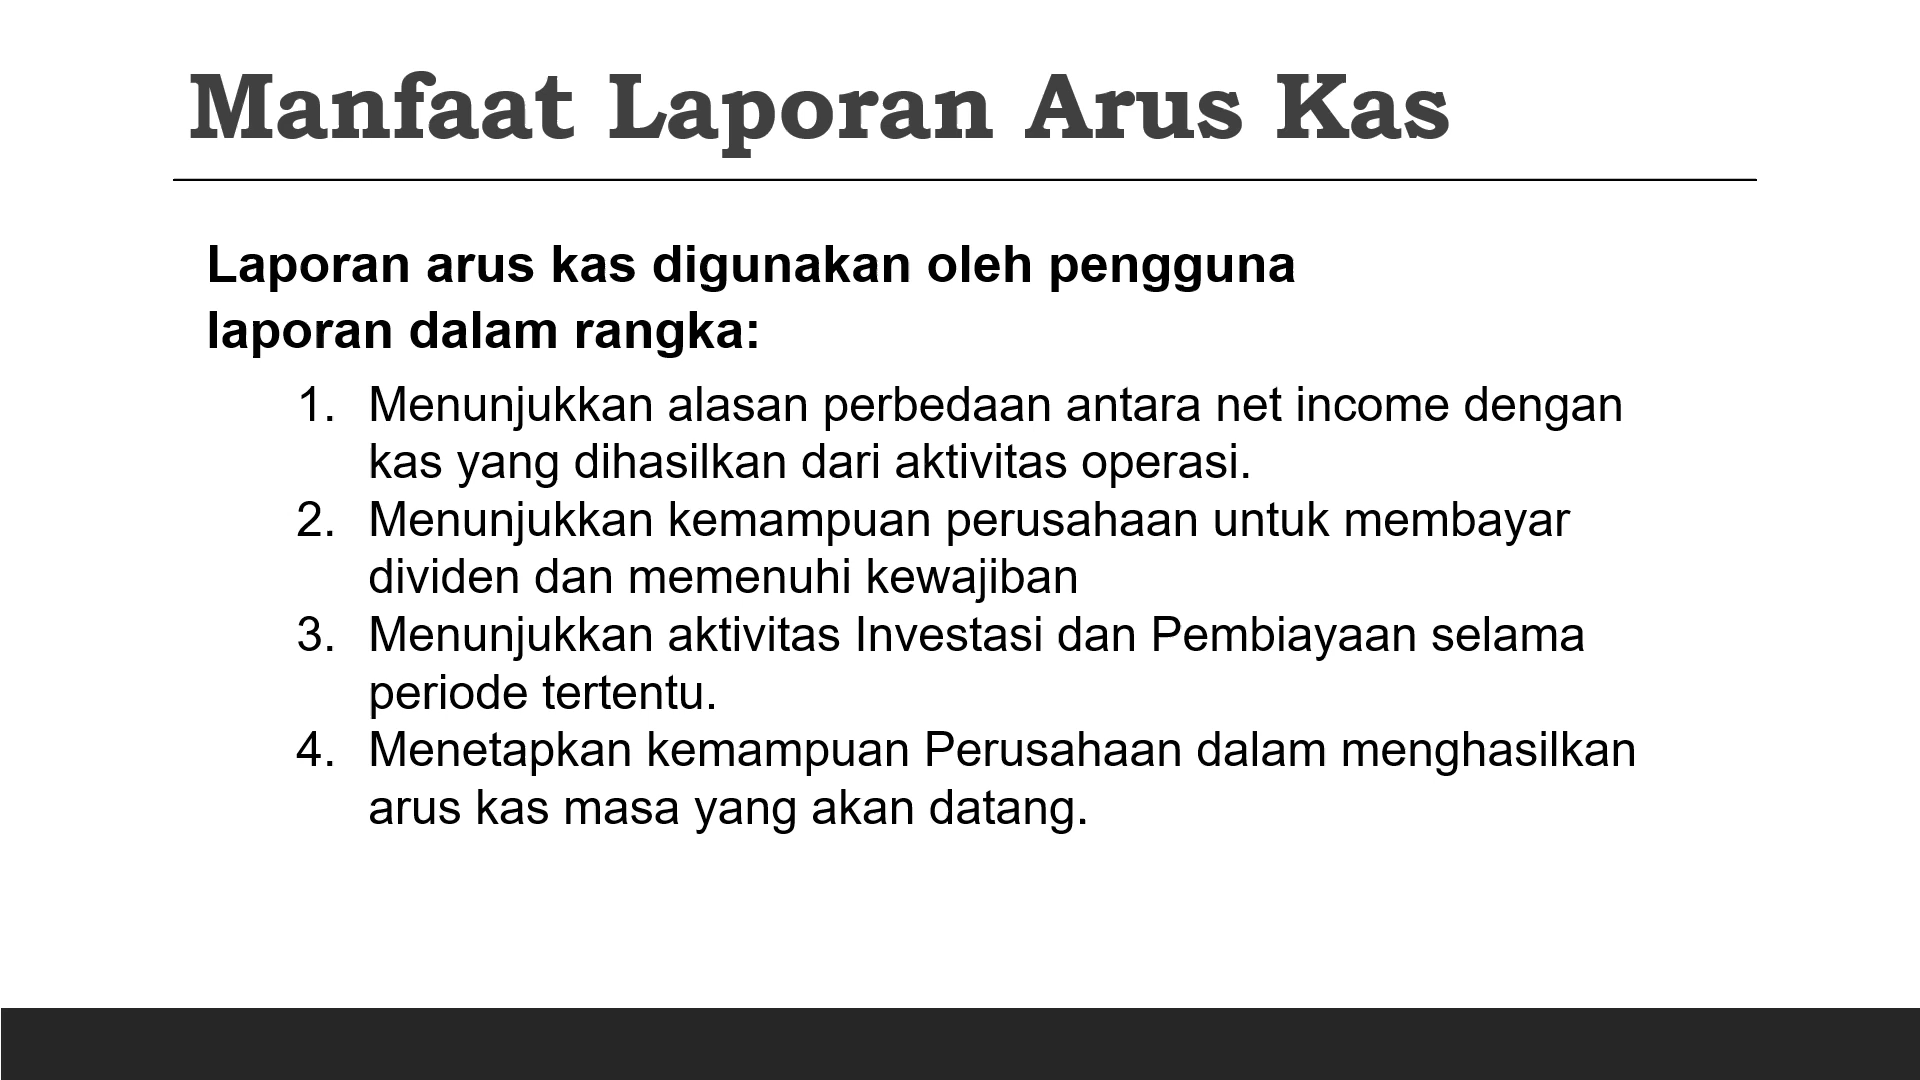 Manfaat Laporan Arus Kas
Laporan arus kas digunakan oleh pengguna
laporan dalam rangka:
1. Menunjukkan alasan perbedaan antara net income dengan
kas yang dihasilkan dari aktivitas operasi.
2. Menunjukkan kemampuan perusahaan untuk membayar
dividen dan memenuhi kewajiban
3. Menunjukkan aktivitas Investasi dan Pembiayaan selama
periode tertentu.
4. Menetapkan kemampuan Perusahaan dalam menghasilkan
arus kas masa yang akan datang.